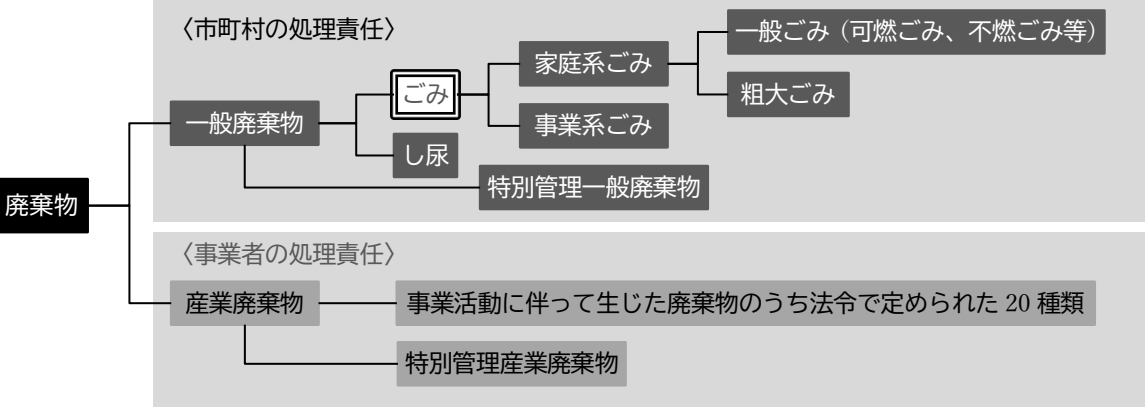 〈市町村の処理責任〉
一般ごみ（可燃ごみ、不燃ごみ等）
家庭系ごみ
ごみ
粗大ごみ
一般廃棄物
事業系ごみ
し尿
特別管理一般廃棄物
廃棄物
〈事業者の処理責任〉
産業廃棄物
事業活動に伴って生じた廃棄物のうち法令で定められた 20 種類
特別管理産業廃棄物